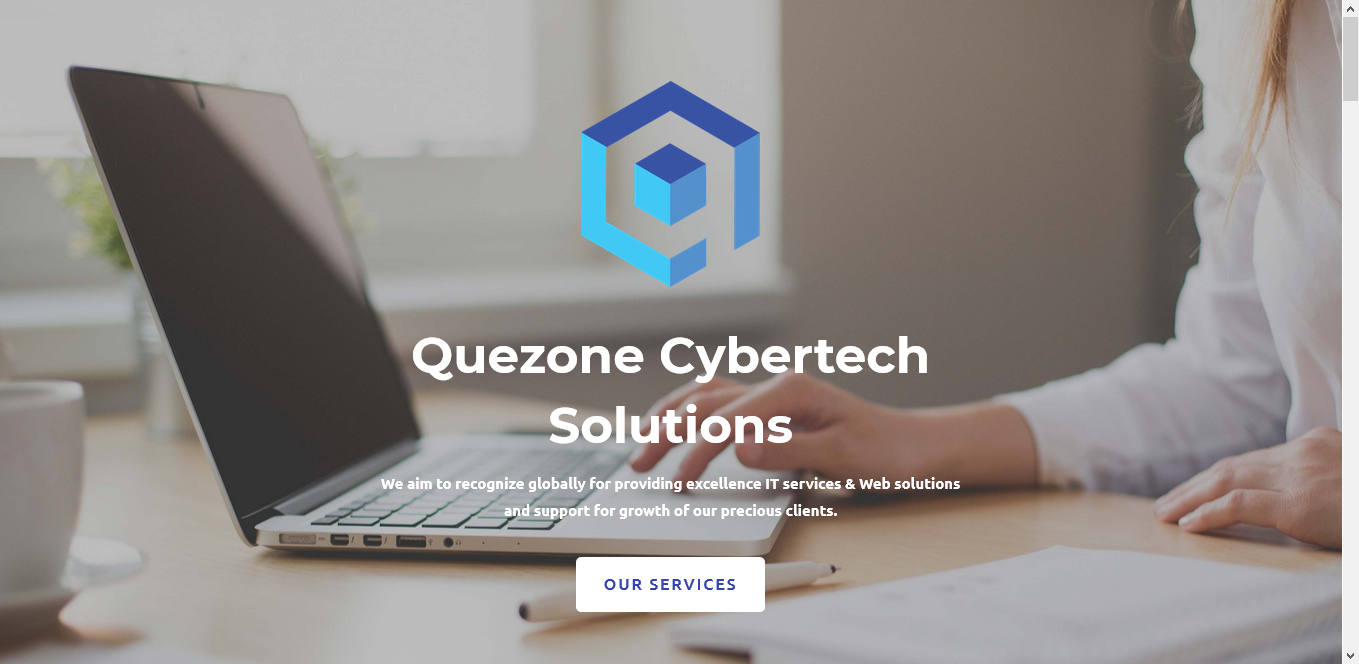 Quezone Cybertech
Solutions
We aim to recognize globally for providing excellence IT services & Web solutions
and support for growth of our precious clients.
OUR SERVICES